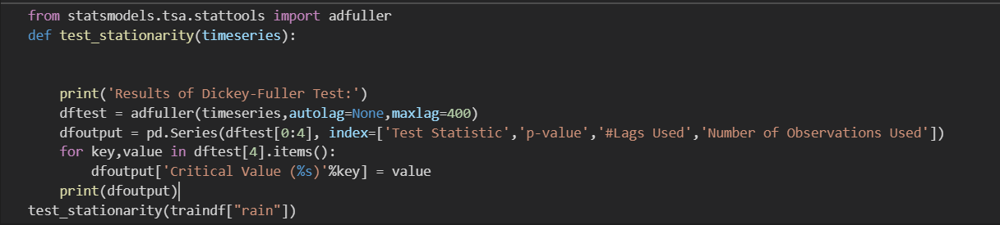 from statsmodels.tsa.stattools import adfuller
def test_stationarity(timeseries):
    print('Results of Dickey-Fuller Test:')
    dftest = adfuller(timeseries,autolag=None,maxlag=400)
    dfoutput = pd.Series(dftest[0:4], index=['Test Statistic','p-value','#Lags Used','Number of Observations Used'])
    for key,value in dftest[4].items():
        dfoutput['Critical Value (%s)'%key] = value
    print(dfoutput)
test_stationarity(traindf["rain"])